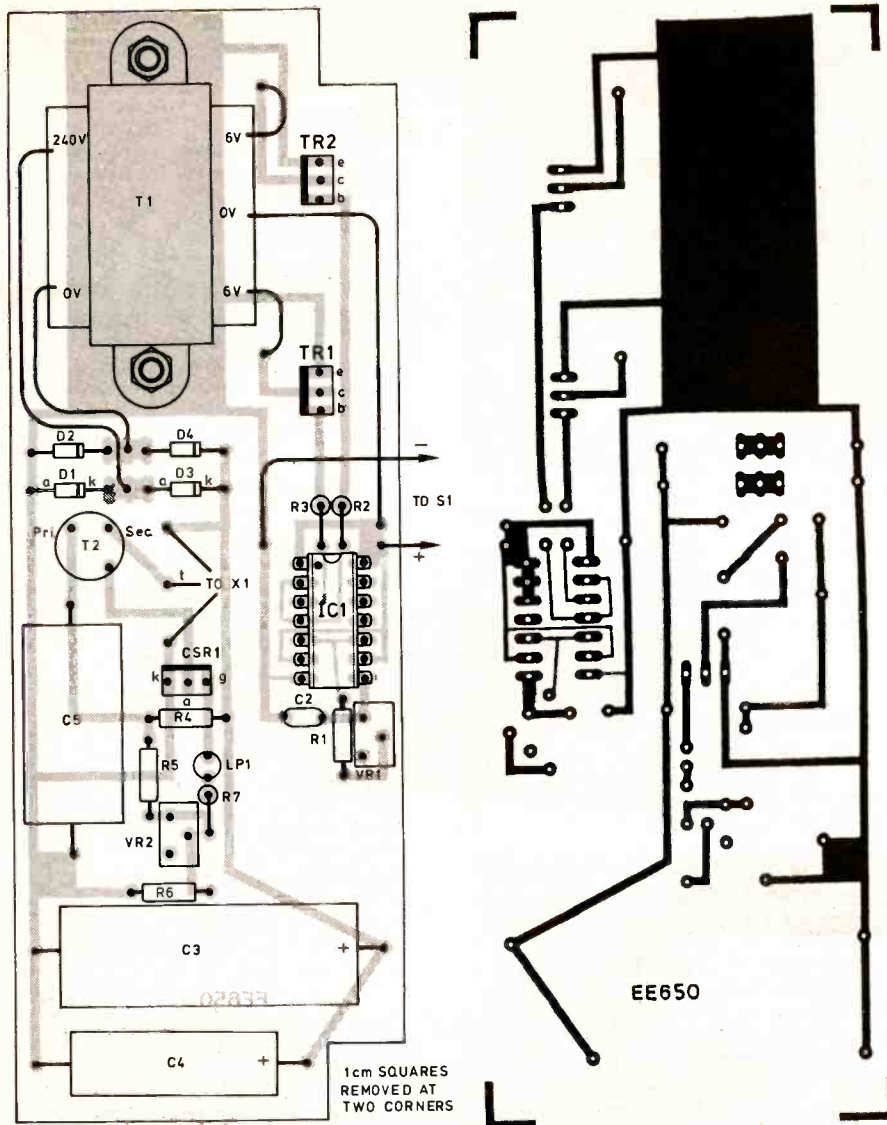 240V
6V
TR2
e
c
b
T1
0V
0V
6V
TR1
e
c
b
D2
D4
D1
a
k
D3
a
k
−
TO S1
+
R3
R2
Pri.
Sec.
T2
t
TO X1
IC1
CSR1
k
a
g
C5
R4
C2
R1
VR1
R5
LP1
R7
VR2
R6
C3
+
EE650
C4
+
1cm SQUARES
REMOVED AT
TWO CORNERS
EE650